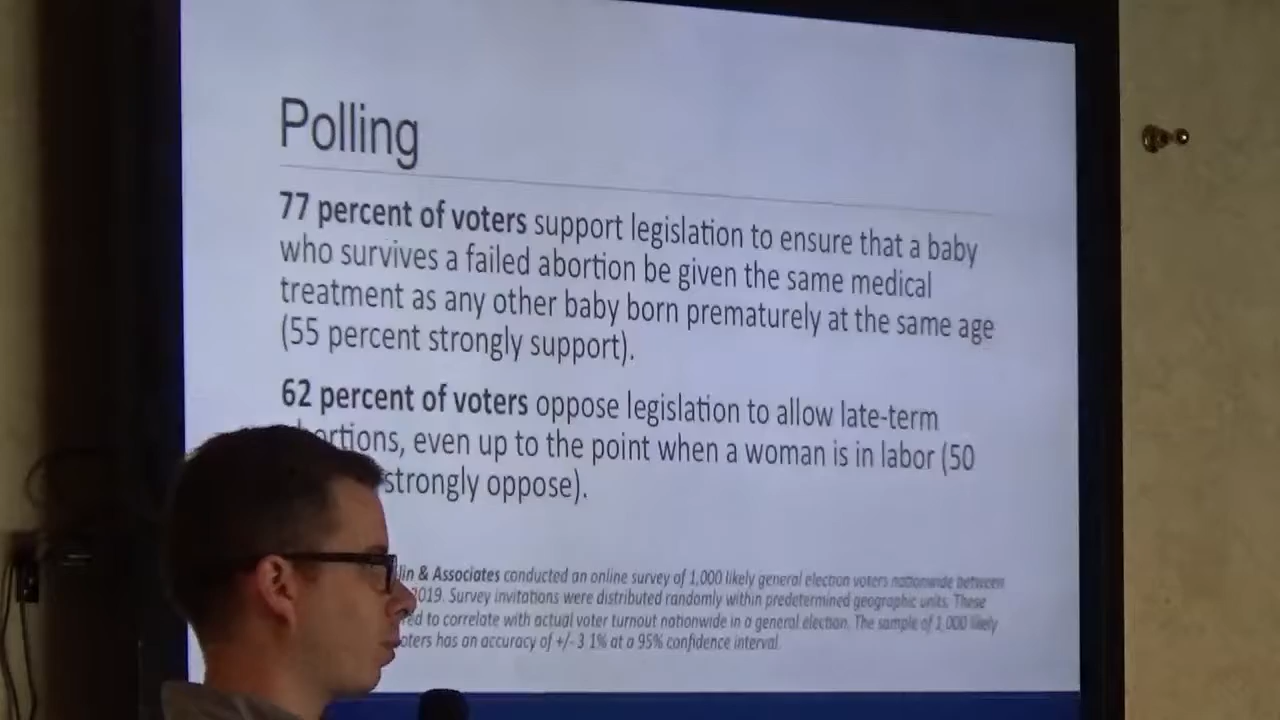 Polling
77 percent of voters support legislation to ensure that a baby
who survives a failed abortion be given the same medical
treatment as any other baby born prematurely at the same age
(55 percent strongly support).
62 percent of voters oppose legislation to allow late-term
ortions, even up to the point when a woman is in labor (50
strongly oppose).
lin & Associates conducted an online survey of 1,000 likely general election voters nationwide between
2019. Survey invitations were distributed randomly within predetermined geographic units. These
ed to correlate with actual voter turnout nationwide in a general election. The sample of 1,000 likely
oters has an accuracy of +/- 3 1% at a 95% confidence interval.